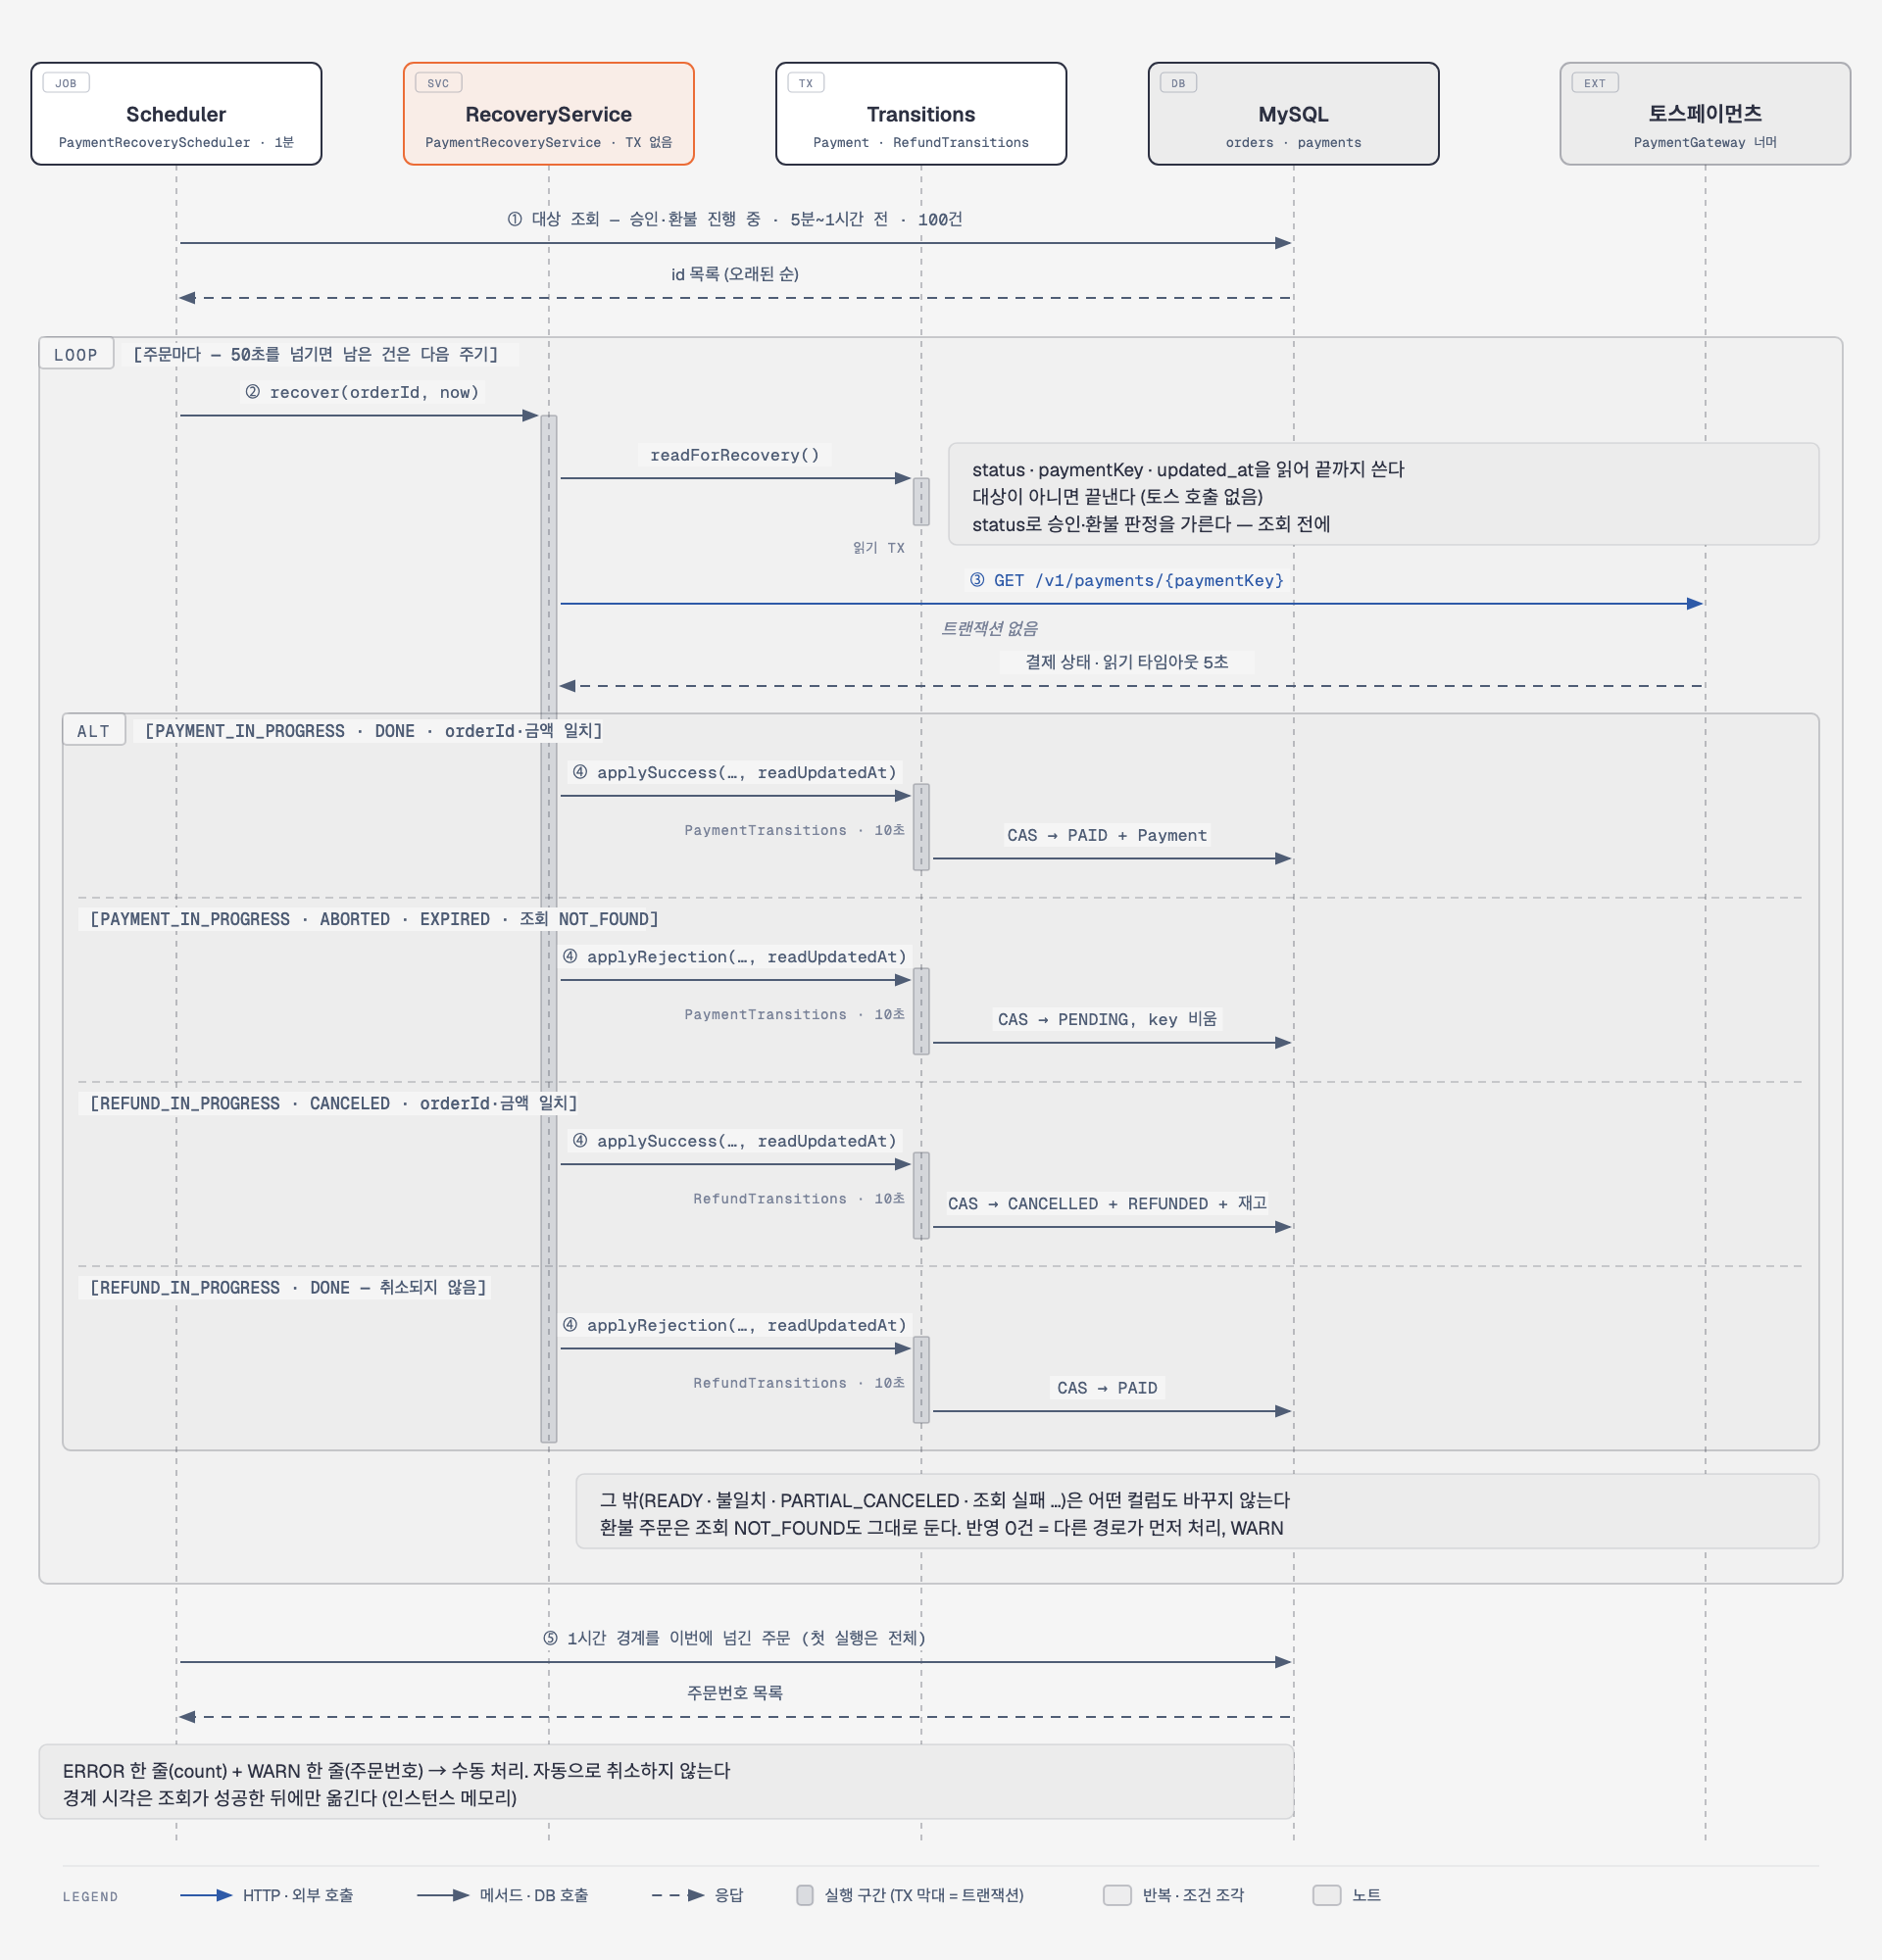 JOB
Scheduler
PaymentRecoveryScheduler · 1분
SVC
RecoveryService
PaymentRecoveryService · TX 없음
TX
Transitions
Payment · RefundTransitions
DB
MySQL
orders · payments
EXT
토스페이먼츠
PaymentGateway 너머
① 대상 조회 — 승인·환불 진행 중 · 5분~1시간 전 · 100건
id 목록 (오래된 순)
LOOP [주문마다 — 50초를 넘기면 남은 건은 다음 주기]
② recover(orderId, now)
readForRecovery()
status · paymentKey · updated_at을 읽어 끝까지 쓴다
대상이 아니면 끝낸다 (토스 호출 없음)
status로 승인·환불 판정을 가른다 — 조회 전에
읽기 TX
③ GET /v1/payments/{paymentKey}
트랜잭션 없음
결제 상태 · 읽기 타임아웃 5초
ALT [PAYMENT_IN_PROGRESS · DONE · orderId·금액 일치]
④ applySuccess(…, readUpdatedAt)
PaymentTransitions · 10초
CAS → PAID + Payment
[PAYMENT_IN_PROGRESS · ABORTED · EXPIRED · 조회 NOT_FOUND]
④ applyRejection(…, readUpdatedAt)
PaymentTransitions · 10초
CAS → PENDING, key 비움
[REFUND_IN_PROGRESS · CANCELED · orderId·금액 일치]
④ applySuccess(…, readUpdatedAt)
RefundTransitions · 10초
CAS → CANCELLED + REFUNDED + 재고
[REFUND_IN_PROGRESS · DONE — 취소되지 않음]
④ applyRejection(…, readUpdatedAt)
RefundTransitions · 10초
CAS → PAID
그 밖(READY · 불일치 · PARTIAL_CANCELED · 조회 실패 …)은 어떤 컬럼도 바꾸지 않는다
환불 주문은 조회 NOT_FOUND도 그대로 둔다. 반영 0건 = 다른 경로가 먼저 처리, WARN
⑤ 1시간 경계를 이번에 넘긴 주문 (첫 실행은 전체)
주문번호 목록
ERROR 한 줄(count) + WARN 한 줄(주문번호) → 수동 처리. 자동으로 취소하지 않는다
경계 시각은 조회가 성공한 뒤에만 옮긴다 (인스턴스 메모리)
LEGEND
HTTP · 외부 호출
메서드 · DB 호출
응답
실행 구간 (TX 막대 = 트랜잭션)
반복 · 조건 조각
노트